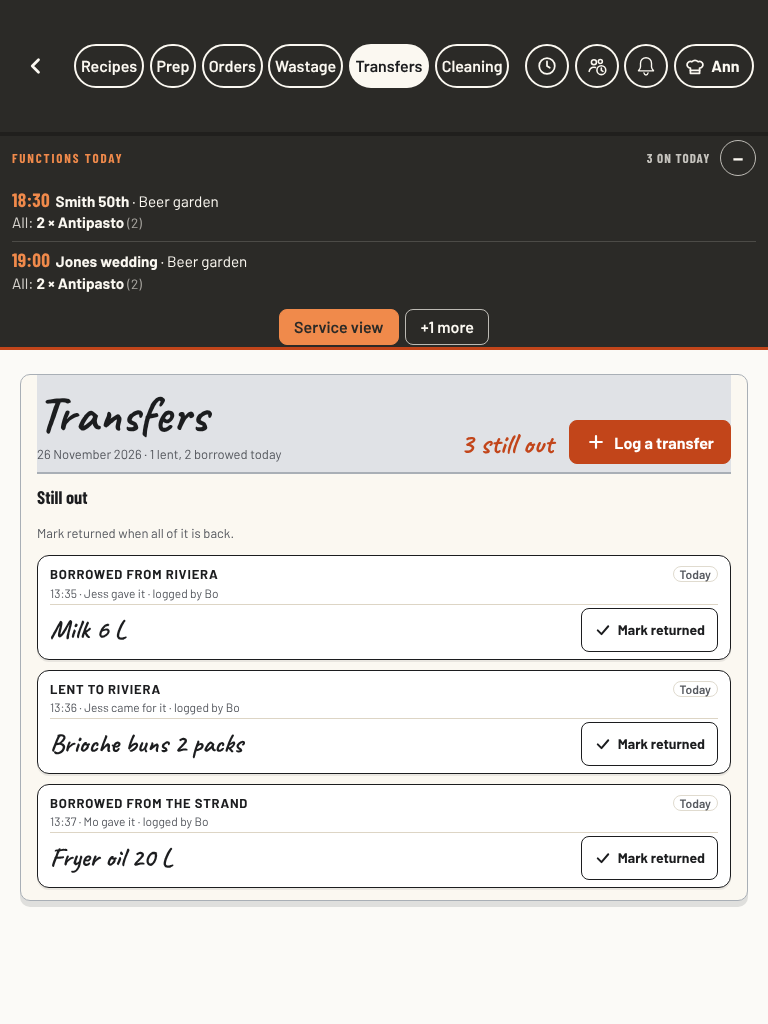 Recipes Prep Orders Wastage Transfers Cleaning Ann
FUNCTIONS TODAY 3 ON TODAY
18:30 Smith 50th · Beer garden
All: 2 × Antipasto (2)
19:00 Jones wedding · Beer garden
All: 2 × Antipasto (2)
Service view +1 more
Transfers
26 November 2026 · 1 lent, 2 borrowed today
3 still out + Log a transfer
Still out
Mark returned when all of it is back.
BORROWED FROM RIVIERA Today
13:35 · Jess gave it · logged by Bo
Milk 6 L Mark returned
LENT TO RIVIERA Today
13:36 · Jess came for it · logged by Bo
Brioche buns 2 packs Mark returned
BORROWED FROM THE STRAND Today
13:37 · Mo gave it · logged by Bo
Fryer oil 20 L Mark returned